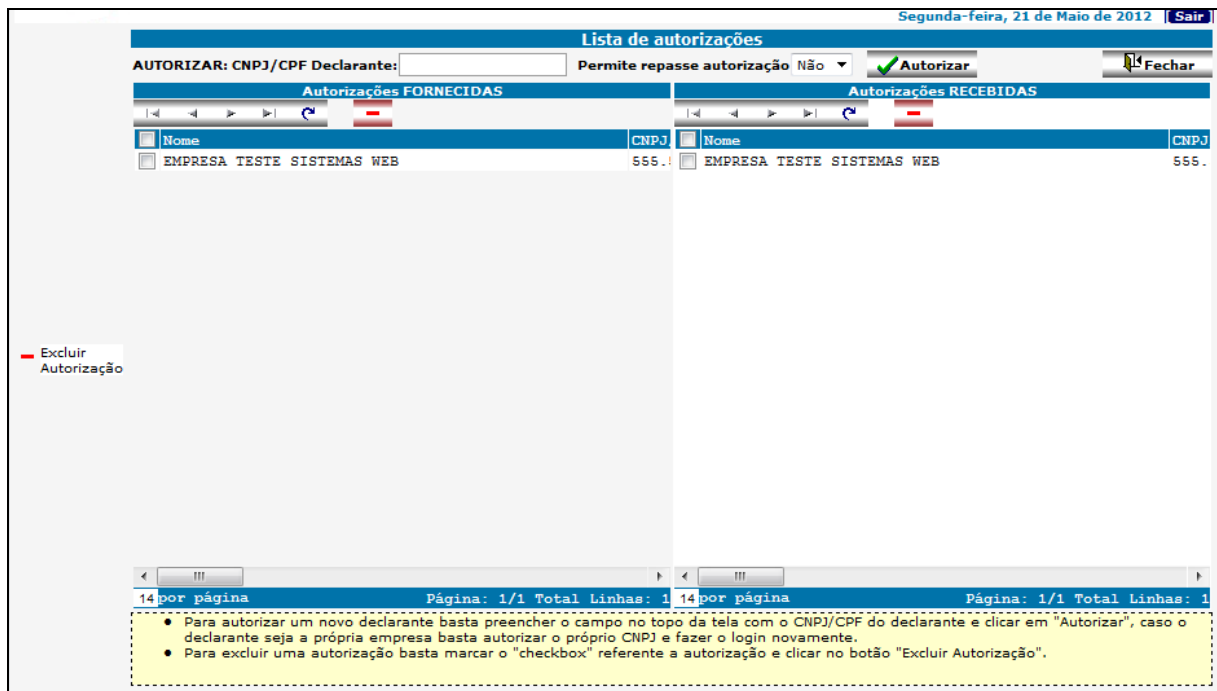 Segunda-feira, 21 de Maio de 2012 [Sair]
Lista de autorizações
AUTORIZAR: CNPJ/CPF Declarante: Permite repasse autorização Não Autorizar Fechar
Autorizações FORNECIDAS Autorizações RECEBIDAS
Nome CNPJ Nome CNPJ
EMPRESA TESTE SISTEMAS WEB 555. EMPRESA TESTE SISTEMAS WEB 555.
Excluir
Autorização
14 por página Página: 1/1 Total Linhas: 1 14 por página Página: 1/1 Total Linhas: 1
• Para autorizar um novo declarante basta preencher o campo no topo da tela com o CNPJ/CPF do declarante e clicar em "Autorizar", caso o
declarante seja a própria empresa basta autorizar o próprio CNPJ e fazer o login novamente.
• Para excluir uma autorização basta marcar o "checkbox" referente a autorização e clicar no botão "Excluir Autorização".